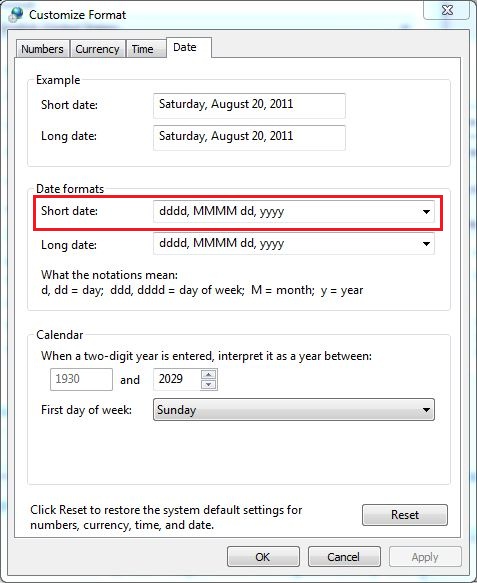 Customize Format
Numbers Currency Time Date
Example
Short date: Saturday, August 20, 2011
Long date: Saturday, August 20, 2011
Date formats
Short date: dddd, MMMM dd, yyyy
Long date: dddd, MMMM dd, yyyy
What the notations mean:
d, dd = day; ddd, dddd = day of week; M = month; y = year
Calendar
When a two-digit year is entered, interpret it as a year between:
1930 and 2029
First day of week: Sunday
Click Reset to restore the system default settings for
numbers, currency, time, and date.
Reset
OK Cancel Apply